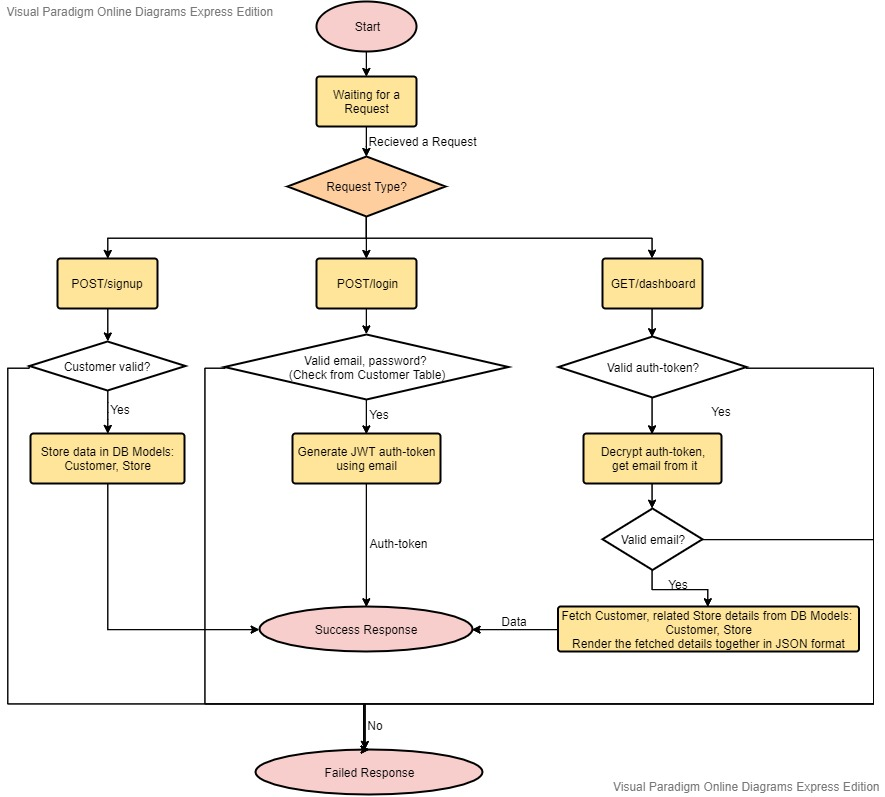 Visual Paradigm Online Diagrams Express Edition
Start
Waiting for a
Request
Recieved a Request
Request Type?
POST/signup
POST/login
GET/dashboard
Customer valid?
Valid email, password?
(Check from Customer Table)
Valid auth-token?
Yes
Yes
Yes
Store data in DB Models:
Customer, Store
Generate JWT auth-token
using email
Decrypt auth-token,
get email from it
Valid email?
Auth-token
Yes
Success Response
Data
Fetch Customer, related Store details from DB Models:
Customer, Store
Render the fetched details together in JSON format
No
Failed Response
Visual Paradigm Online Diagrams Express Edition